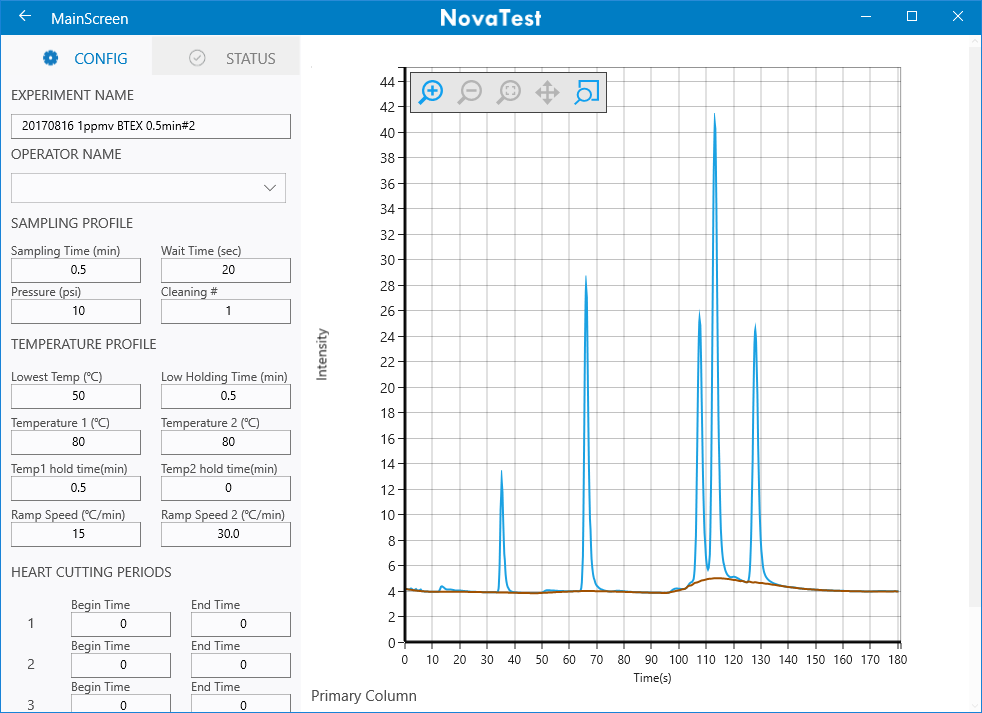 MainScreen
NovaTest
CONFIG
STATUS
EXPERIMENT NAME
20170816 1ppmv BTEX 0.5min#2
OPERATOR NAME
SAMPLING PROFILE
Sampling Time (min) Wait Time (sec)
0.5 20
Pressure (psi) Cleaning #
10 1
TEMPERATURE PROFILE
Lowest Temp (℃) Low Holding Time (min)
50 0.5
Temperature 1 (℃) Temperature 2 (℃)
80 80
Temp1 hold time(min) Temp2 hold time(min)
0.5 0
Ramp Speed (℃/min) Ramp Speed 2 (℃/min)
15 30.0
HEART CUTTING PERIODS
Begin Time End Time
1 0 0
Begin Time End Time
2 0 0
Begin Time End Time
3 0 0
Intensity
44
42
40
38
36
34
32
30
28
26
24
22
20
18
16
14
12
10
8
6
4
2
0
0 10 20 30 40 50 60 70 80 90 100 110 120 130 140 150 160 170 180
Time(s)
Primary Column